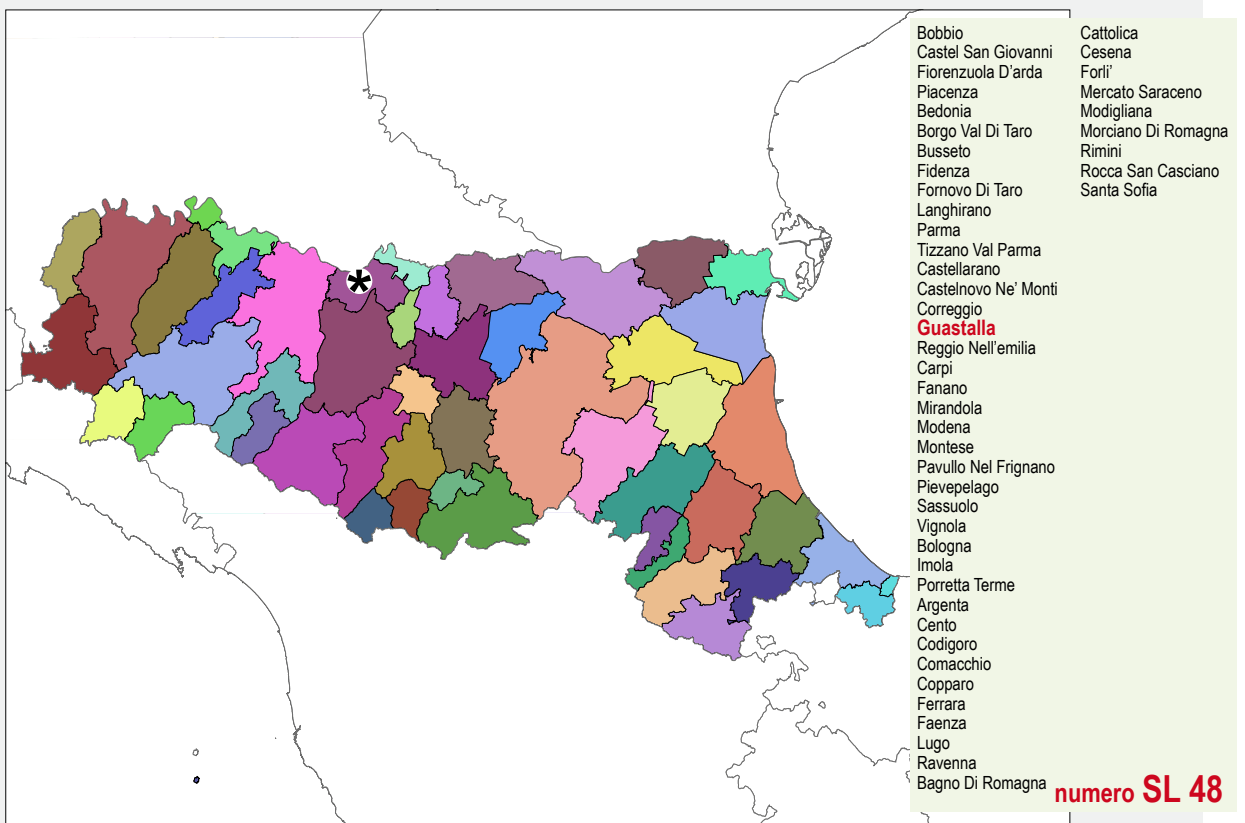 Bobbio
Castel San Giovanni
Fiorenzuola D'arda
Piacenza
Bedonia
Borgo Val Di Taro
Busseto
Fidenza
Fornovo Di Taro
Langhirano
Parma
Tizzano Val Parma
Castellarano
Castelnovo Ne' Monti
Correggio
Guastalla
Reggio Nell'emilia
Carpi
Fanano
Mirandola
Modena
Montese
Pavullo Nel Frignano
Pievepelago
Sassuolo
Vignola
Bologna
Imola
Porretta Terme
Argenta
Cento
Codigoro
Comacchio
Copparo
Ferrara
Faenza
Lugo
Ravenna
Bagno Di Romagna
Cattolica
Cesena
Forli'
Mercato Saraceno
Modigliana
Morciano Di Romagna
Rimini
Rocca San Casciano
Santa Sofia
numero SL 48
*